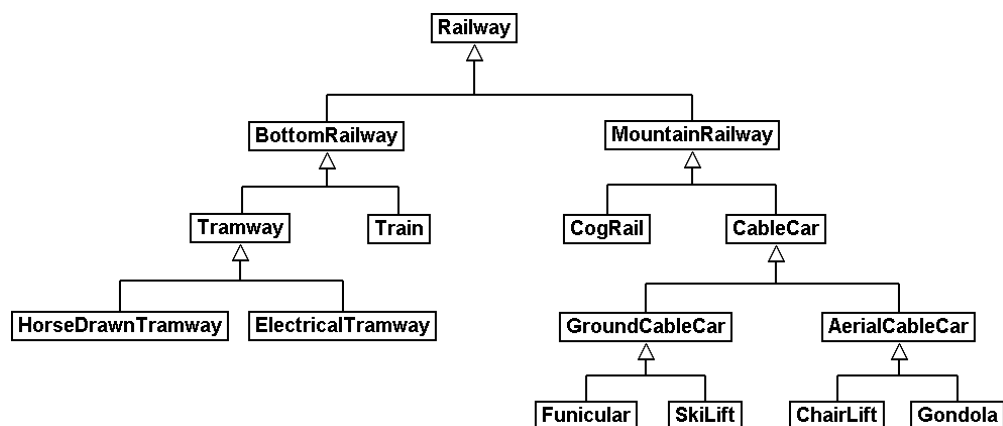 Railway
BottomRailway
MountainRailway
Tramway
Train
CogRail
CableCar
HorseDrawnTramway
ElectricalTramway
GroundCableCar
AerialCableCar
Funicular
SkiLift
ChairLift
Gondola